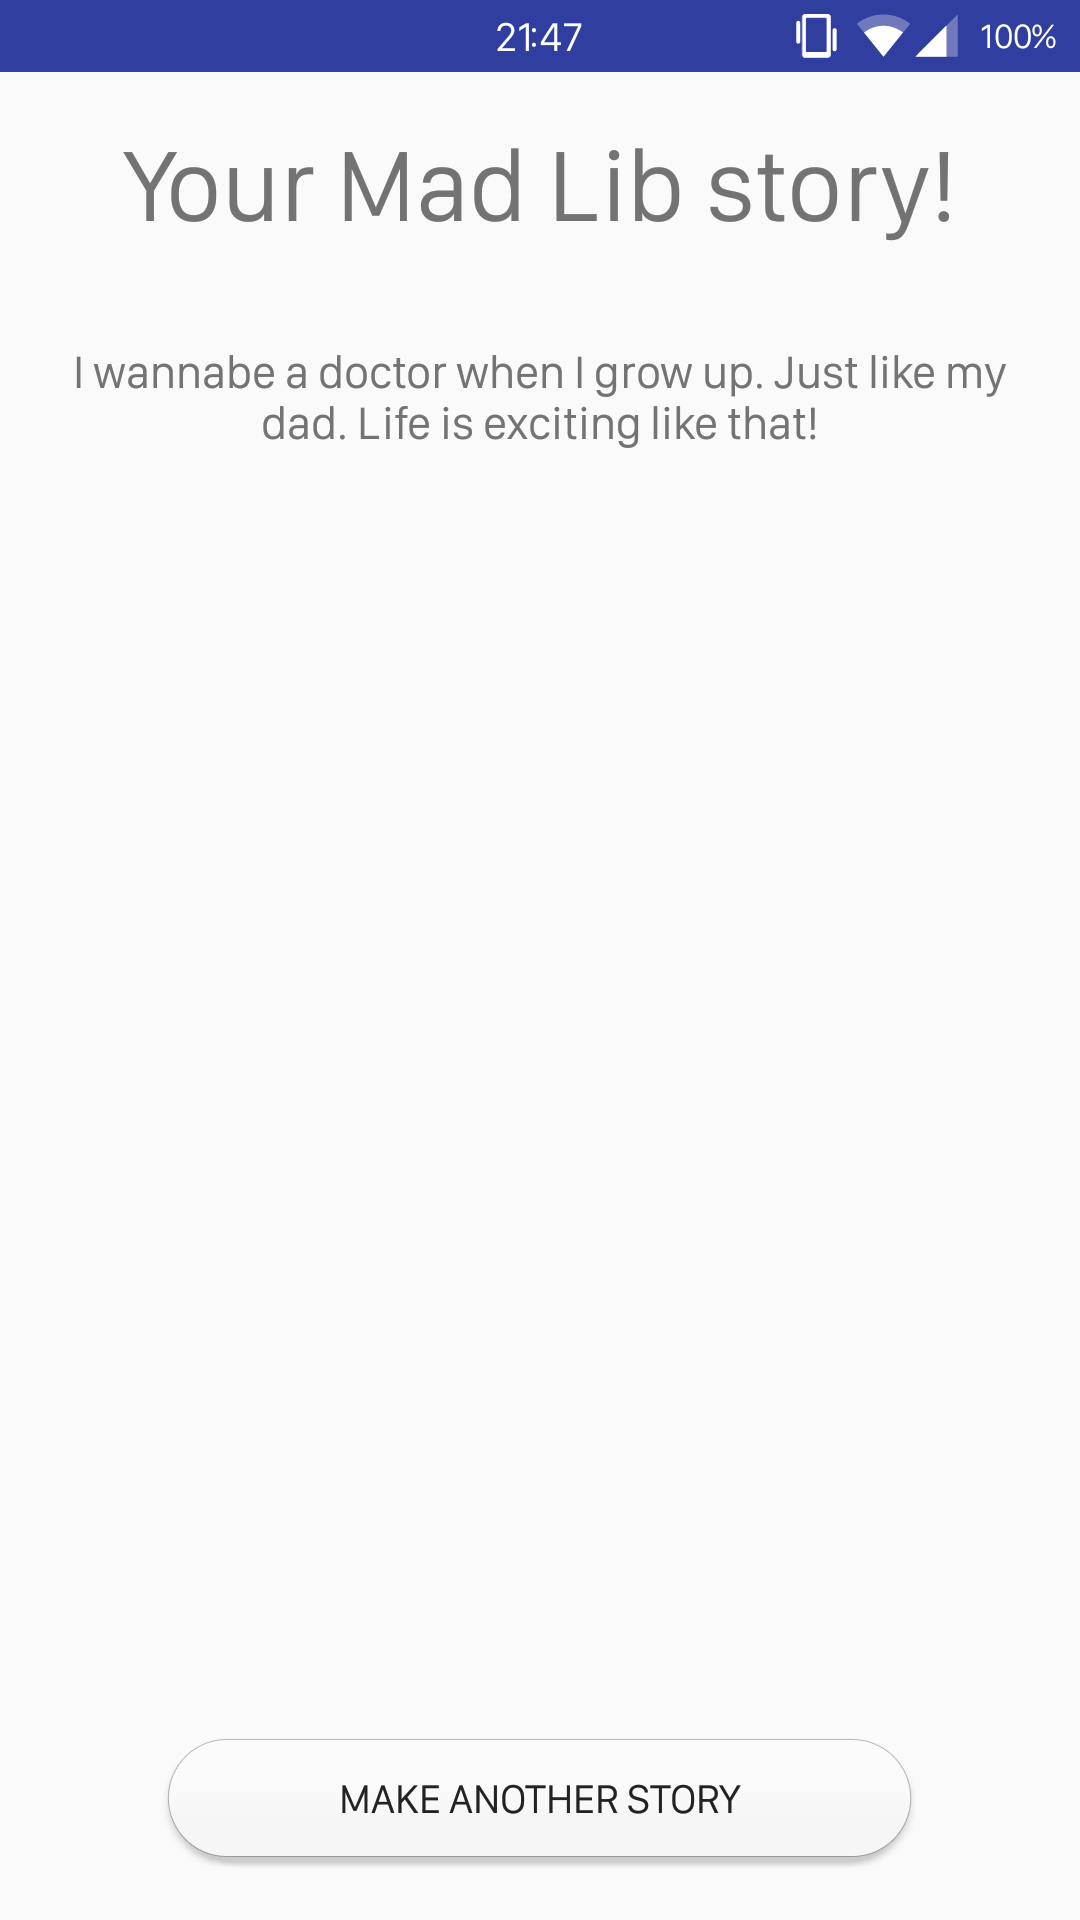 21:47
100%
Your Mad Lib story!
I wannabe a doctor when I grow up. Just like my
dad. Life is exciting like that!
MAKE ANOTHER STORY